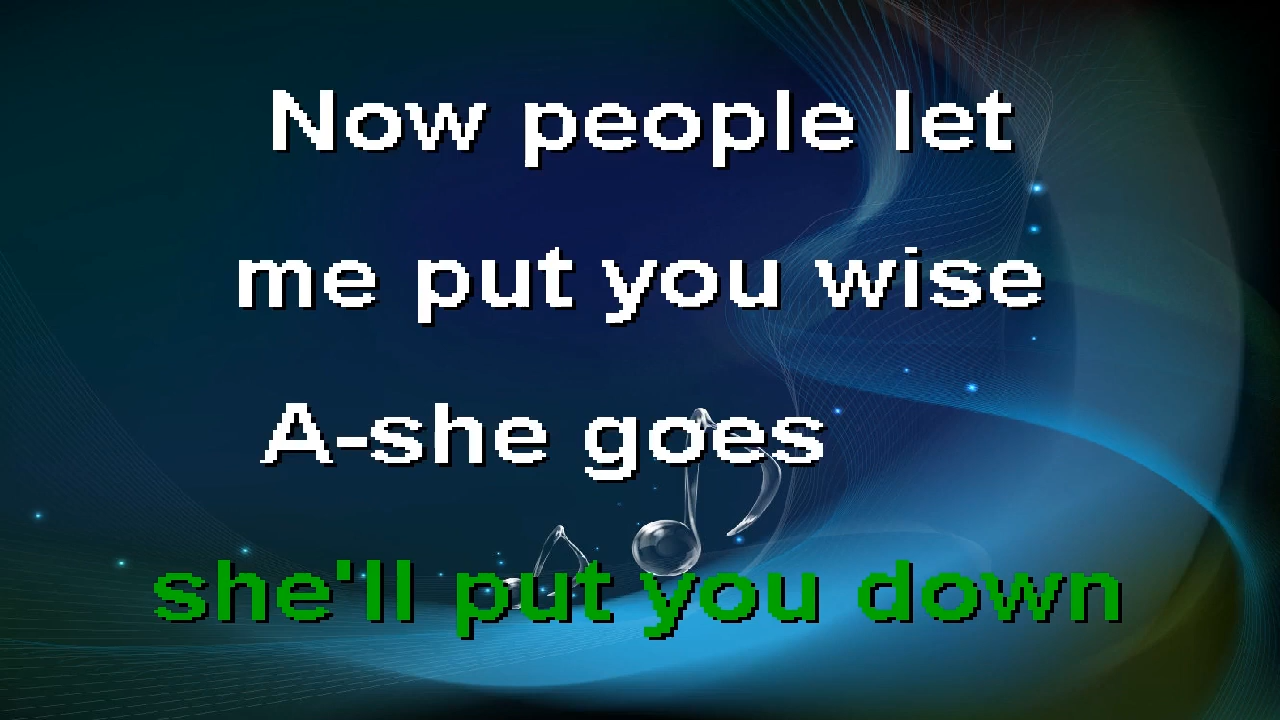 Now people let
me put you wise
A-she goes
she'll put you down